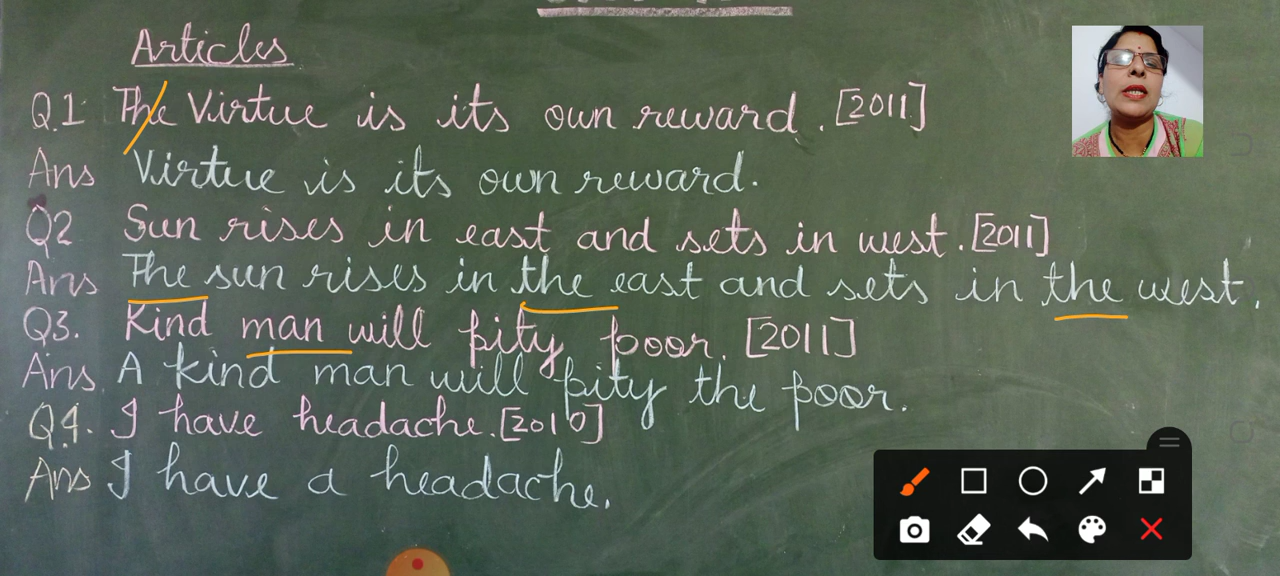 Articles
Q.1 The Virtue is its own reward. [2011]
Ans Virtue is its own reward.
Q2 Sun rises in east and sets in west. [2011]
Ans The sun rises in the east and sets in the west.
Q3. Kind man will pity poor. [2011]
Ans A kind man will pity the poor.
Q4. I have headache. [2010]
Ans I have a headache.